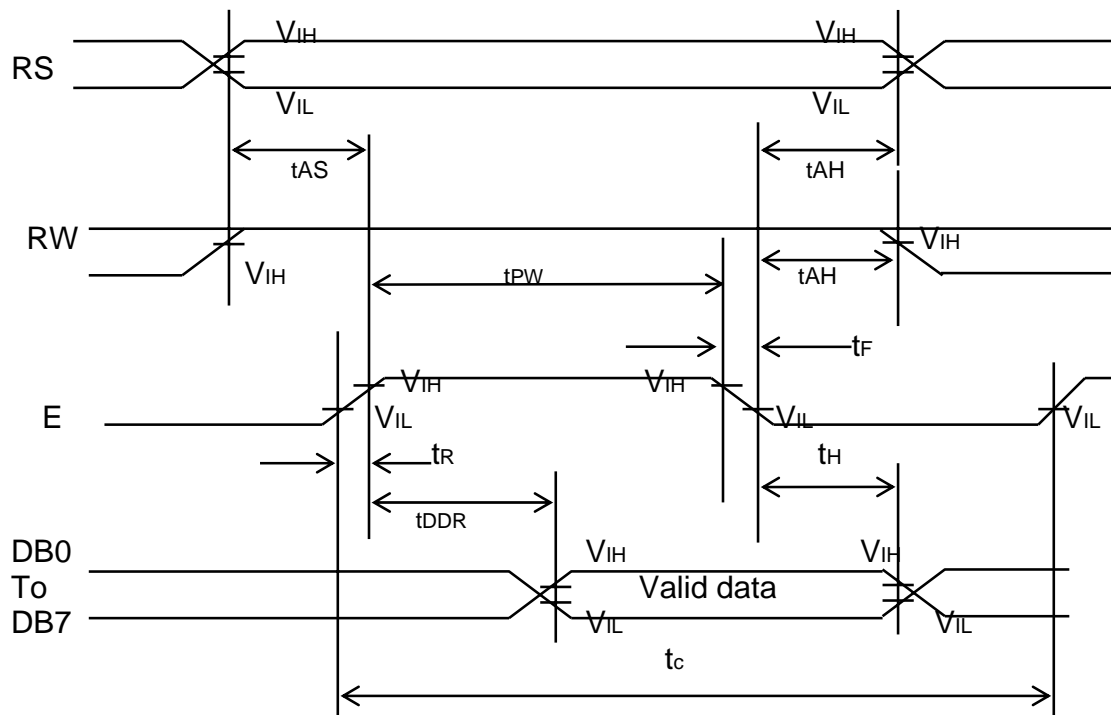 VIH VIH
RS
VIL VIL
tAS tAH
RW VIH
VIH tPW tAH
tF
VIH VIH
E VIL VIL VIL
tR tH
tDDR
DB0 VIH VIH
To Valid data
DB7 VIL VIL
tc